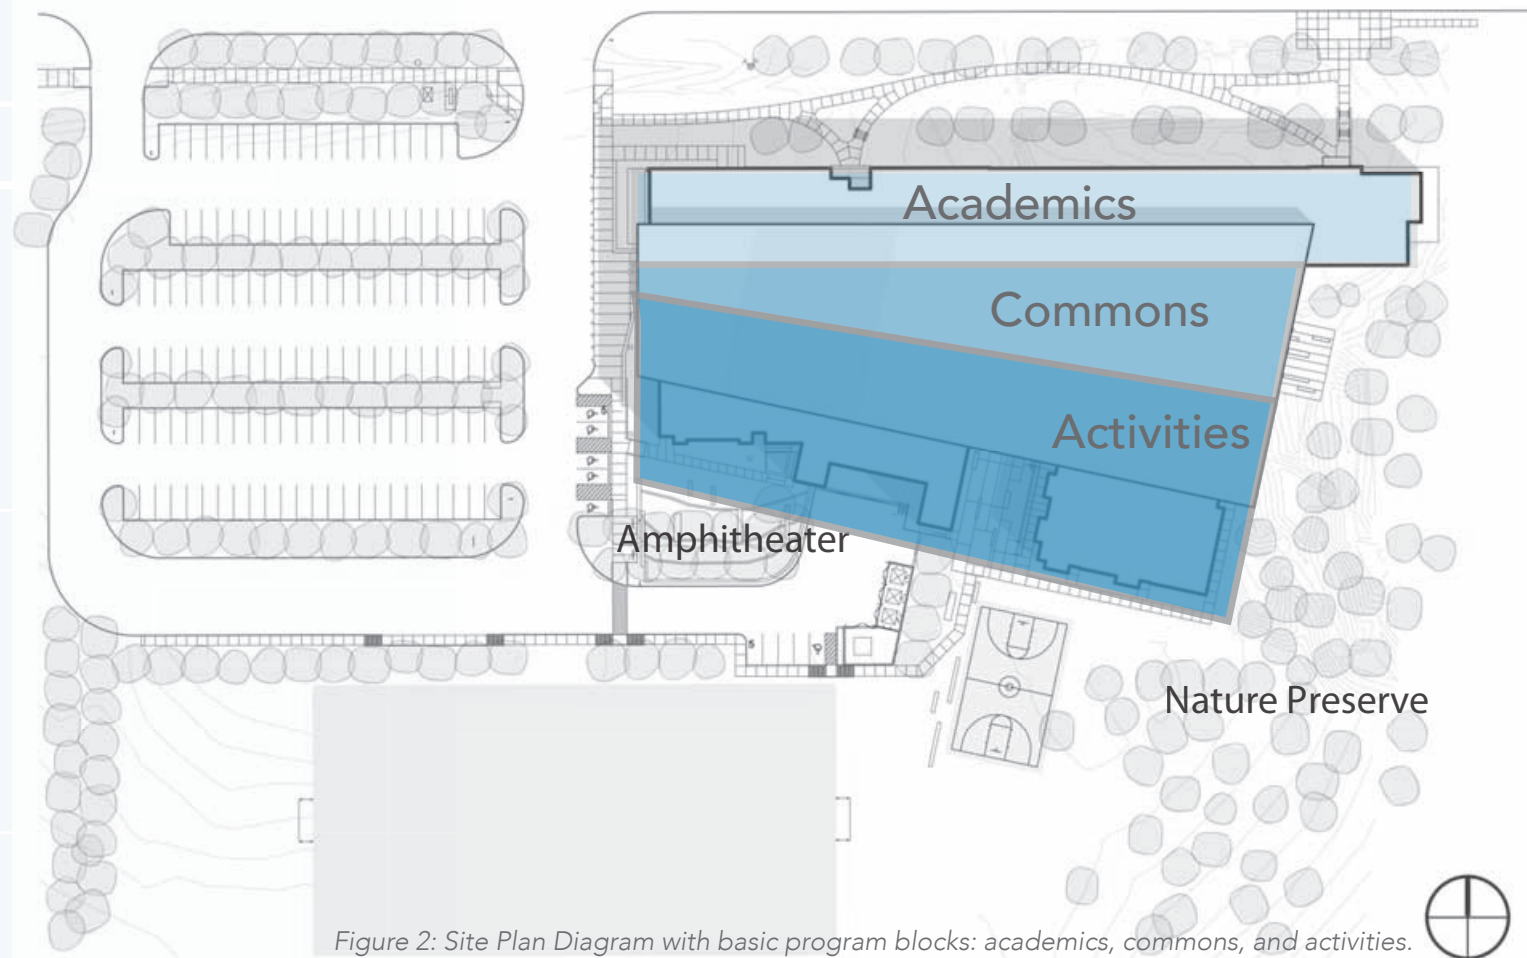 Academics
Commons
Activities
Amphitheater
Nature Preserve
Figure 2: Site Plan Diagram with basic program blocks: academics, commons, and activities.